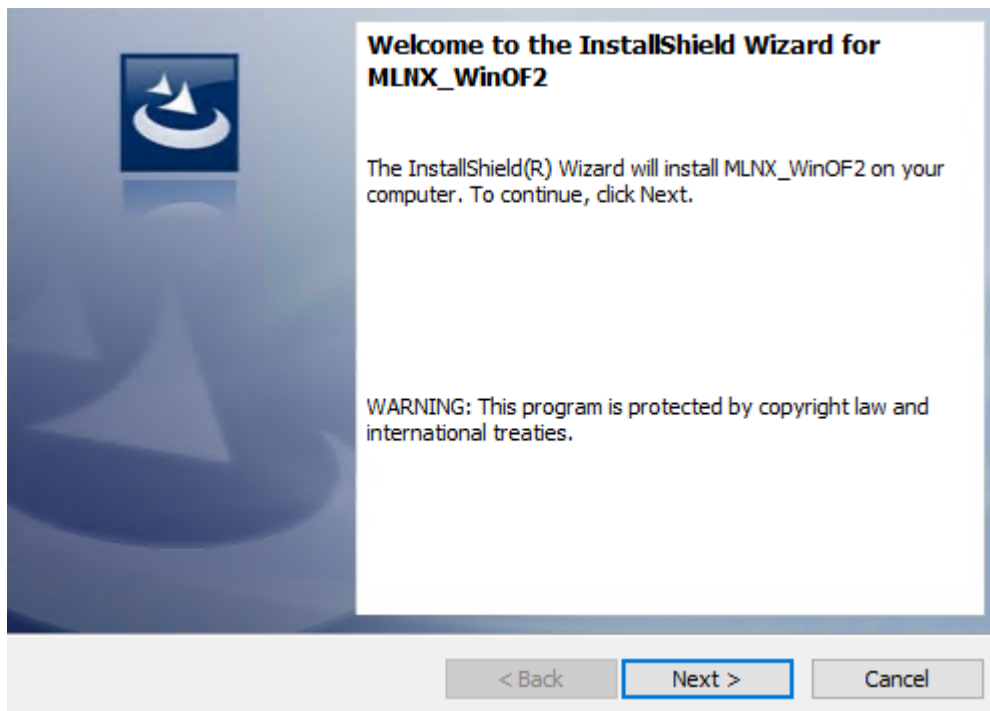 Welcome to the InstallShield Wizard for
MLNX_WinOF2
The InstallShield(R) Wizard will install MLNX_WinOF2 on your
computer. To continue, click Next.
WARNING: This program is protected by copyright law and
international treaties.
< Back Next > Cancel